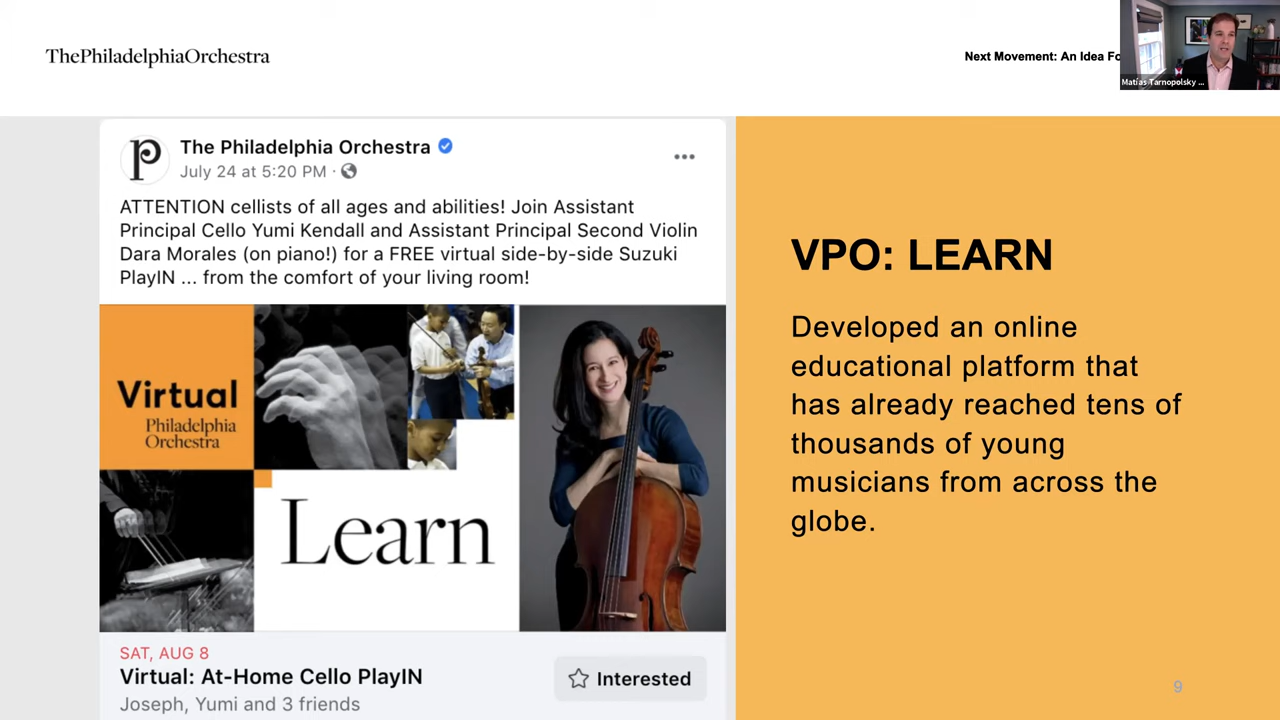 ThePhiladelphiaOrchestra
Next Movement: An Idea Fo
Matías Tarnopolsky ...
The Philadelphia Orchestra
July 24 at 5:20 PM ·
ATTENTION cellists of all ages and abilities! Join Assistant
Principal Cello Yumi Kendall and Assistant Principal Second Violin
Dara Morales (on piano!) for a FREE virtual side-by-side Suzuki
PlayIN ... from the comfort of your living room!
Virtual
Philadelphia
Orchestra
Learn
SAT, AUG 8
Virtual: At-Home Cello PlayIN
Joseph, Yumi and 3 friends
Interested
VPO: LEARN
Developed an online
educational platform that
has already reached tens of
thousands of young
musicians from across the
globe.
9